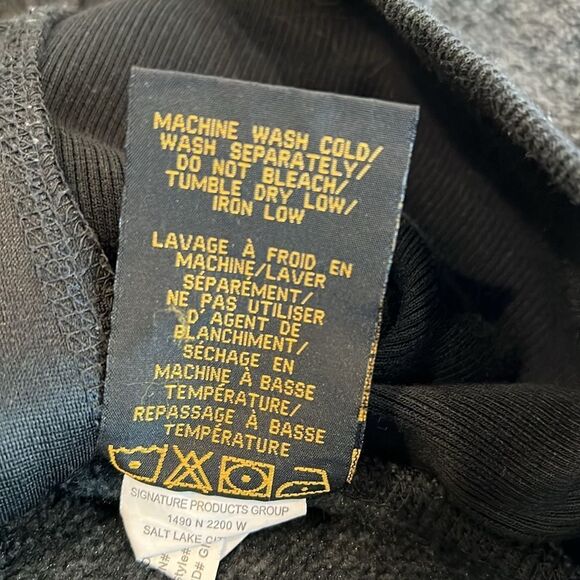 MACHINE WASH COLD/
WASH SEPARATELY/
DO NOT BLEACH/
TUMBLE DRY LOW/
IRON LOW
LAVAGE À FROID EN
MACHINE/LAVER
SÉPARÉMENT/
NE PAS UTILISER
D'AGENT DE
BLANCHIMENT/
SÉCHAGE EN
MACHINE À BASSE
TEMPÉRATURE/
REPASSAGE À BASSE
TEMPÉRATURE
SIGNATURE PRODUCTS GROUP
1490 N 2200 W
SALT LAKE